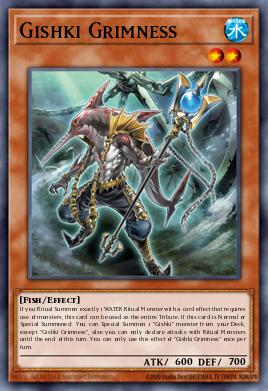 Gishki Grimness
WATER
水
[Fish/Effect]
If you Ritual Summon exactly 1 WATER Ritual Monster with a card effect that requires
use of monsters, this card can be used as the entire Tribute. If this card is Normal
or Special Summoned: You can Special Summon 1 "Gishki" monster from your Deck,
except "Gishki Grimness", also you can only declare attacks with Ritual Monsters
until the end of this turn. You can only use this effect of "Gishki Grimness" once per
turn.
ATK/ 600 DEF/ 700